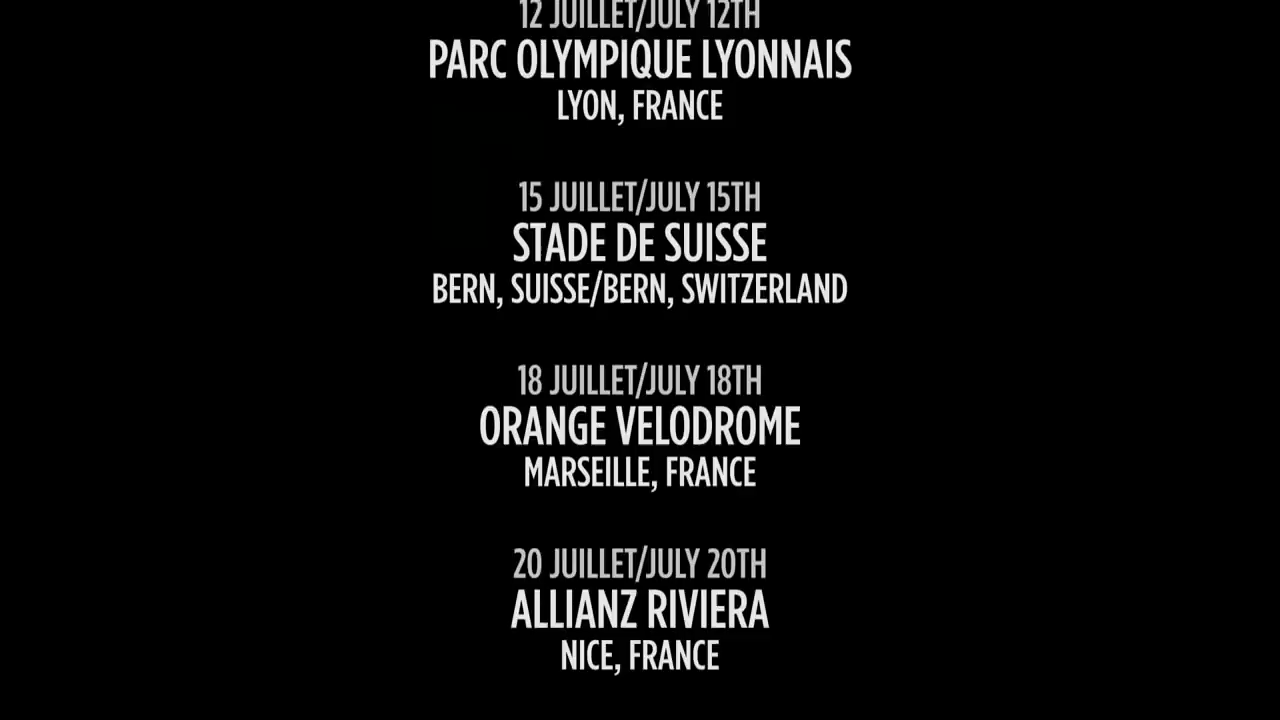 12 JUILLET/JULY 12TH
PARC OLYMPIQUE LYONNAIS
LYON, FRANCE
15 JUILLET/JULY 15TH
STADE DE SUISSE
BERN, SUISSE/BERN, SWITZERLAND
18 JUILLET/JULY 18TH
ORANGE VELODROME
MARSEILLE, FRANCE
20 JUILLET/JULY 20TH
ALLIANZ RIVIERA
NICE, FRANCE